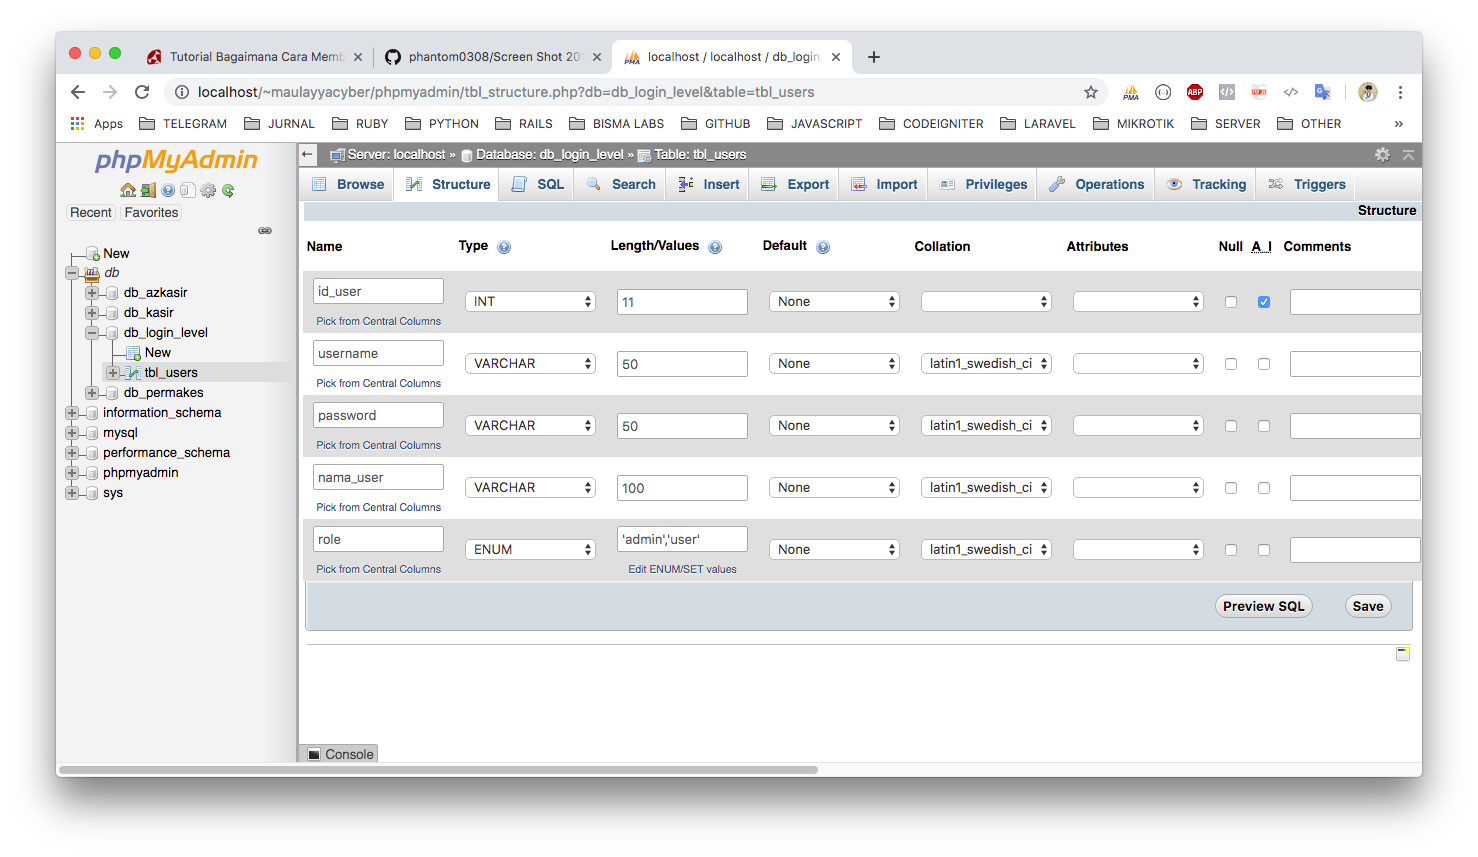 Tutorial Bagaimana Cara Memb
phantom0308/Screen Shot 201
localhost / localhost / db_login_
localhost/~maulayyacyber/phpmyadmin/tbl_structure.php?db=db_login_level&table=tbl_users
PMA ABP
Apps TELEGRAM JURNAL RUBY PYTHON RAILS BISMA LABS GITHUB JAVASCRIPT CODEIGNITER LARAVEL MIKROTIK SERVER OTHER »
phpMyAdmin
Recent Favorites
New
db
db_azkasir
db_kasir
db_login_level
New
tbl_users
db_permakes
information_schema
mysql
performance_schema
phpmyadmin
sys
Server: localhost » Database: db_login_level » Table: tbl_users
Browse Structure SQL Search Insert Export Import Privileges Operations Tracking Triggers
Structure
Name Type Length/Values Default Collation Attributes Null A_I Comments
id_user INT 11 None
Pick from Central Columns
username VARCHAR 50 None latin1_swedish_ci
Pick from Central Columns
password VARCHAR 50 None latin1_swedish_ci
Pick from Central Columns
nama_user VARCHAR 100 None latin1_swedish_ci
Pick from Central Columns
role ENUM 'admin','user' None latin1_swedish_ci
Pick from Central Columns Edit ENUM/SET values
Preview SQL Save
Console